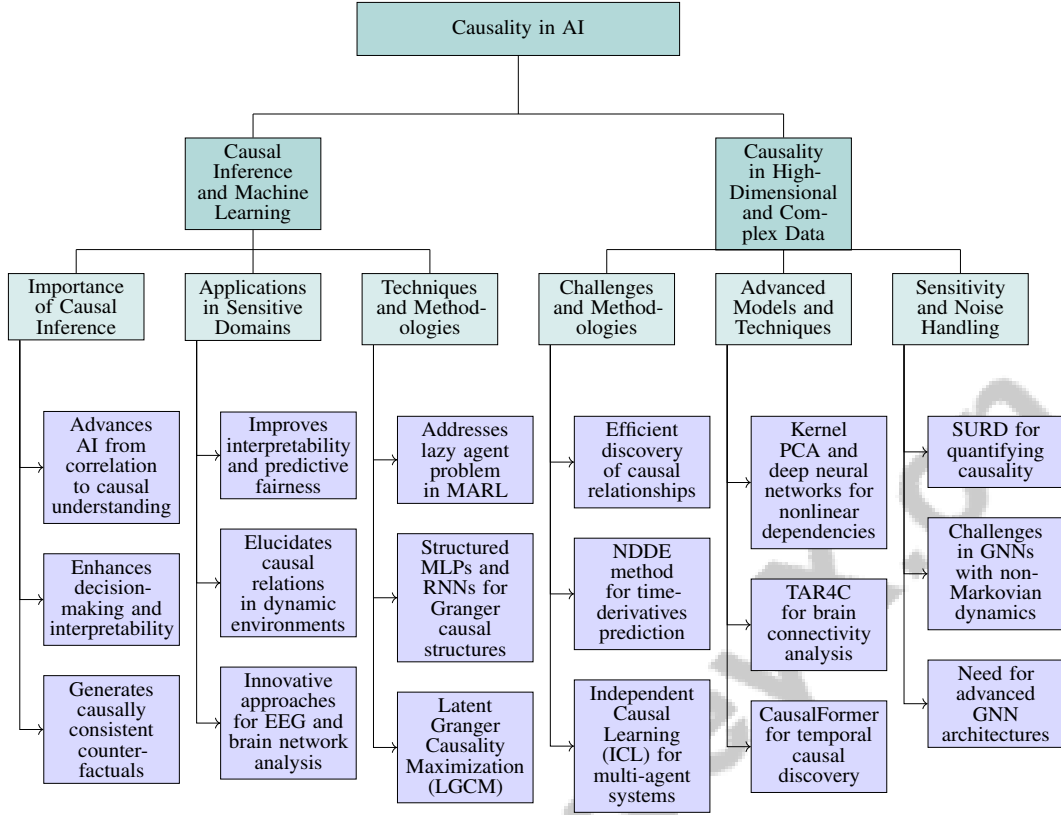 Causality in AI
Causal
Inference
and Machine
Learning
Causality
in High-
Dimensional
and Com-
plex Data
Importance
of Causal
Inference
Applications
in Sensitive
Domains
Techniques
and Method-
ologies
Challenges
and Method-
ologies
Advanced
Models and
Techniques
Sensitivity
and Noise
Handling
Advances
AI from
correlation
to causal
understanding
Enhances
decision-
making and
interpretability
Generates
causally
consistent
counter-
factuals
Improves
interpretability
and predictive
fairness
Elucidates
causal
relations
in dynamic
environments
Innovative
approaches
for EEG and
brain network
analysis
Addresses
lazy agent
problem
in MARL
Structured
MLPs and
RNNs for
Granger
causal
structures
Latent
Granger
Causality
Maximization
(LGCM)
Efficient
discovery
of causal
relationships
NDDE
method
for time-
derivatives
prediction
Independent
Causal
Learning
(ICL) for
multi-agent
systems
Kernel
PCA and
deep neural
networks for
nonlinear
dependencies
TAR4C
for brain
connectivity
analysis
CausalFormer
for temporal
causal
discovery
SURD for
quantifying
causality
Challenges
in GNNs
with non-
Markovian
dynamics
Need for
advanced
GNN
architectures